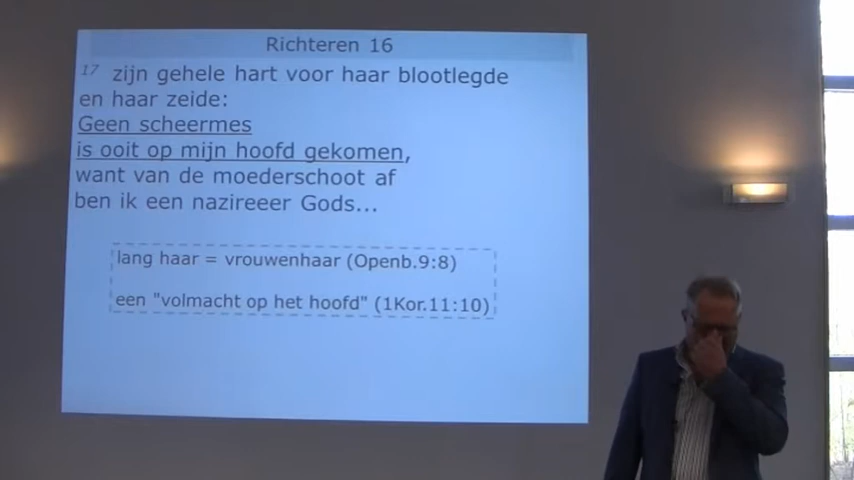 Richteren 16
17 zijn gehele hart voor haar blootlegde
en haar zeide:
Geen scheermes
is ooit op mijn hoofd gekomen,
want van de moederschoot af
ben ik een nazireeer Gods...
lang haar = vrouwenhaar (Openb.9:8)
een "volmacht op het hoofd" (1Kor.11:10)